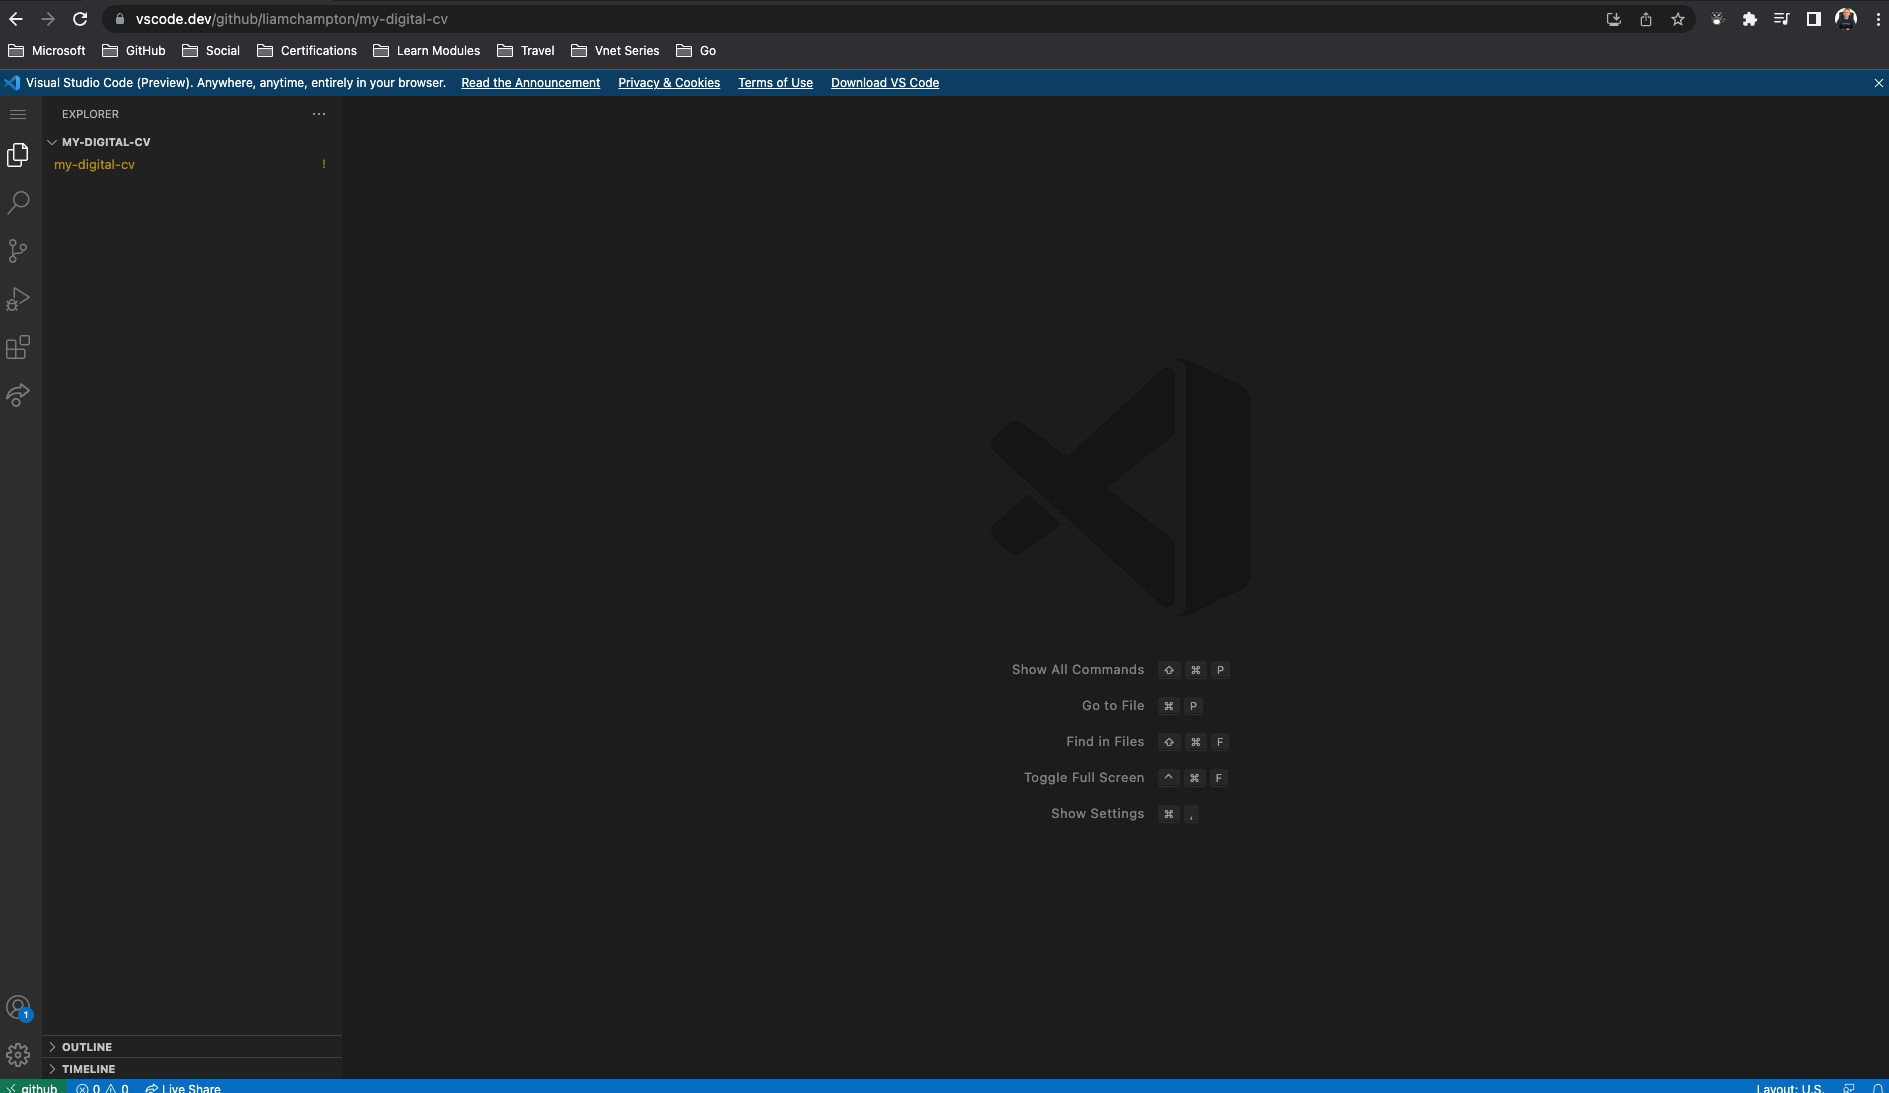 vscode.dev/github/liamchampton/my-digital-cv
Microsoft GitHub Social Certifications Learn Modules Travel Vnet Series Go
Visual Studio Code (Preview). Anywhere, anytime, entirely in your browser. Read the Announcement Privacy & Cookies Terms of Use Download VS Code
EXPLORER
MY-DIGITAL-CV
my-digital-cv !
Show All Commands ⇧ ⌘ P
Go to File ⌘ P
Find in Files ⇧ ⌘ F
Toggle Full Screen ^ ⌘ F
Show Settings ⌘ ,
1
OUTLINE
TIMELINE
github 0 0 Live Share Layout: U.S.